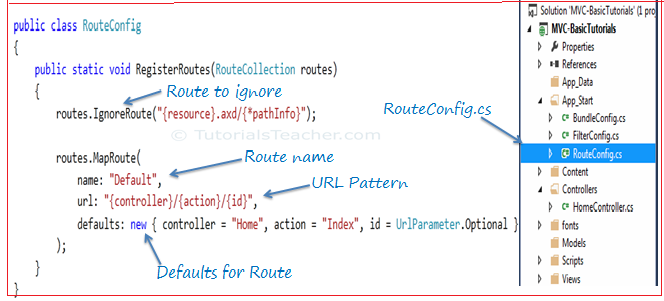 public class RouteConfig
{
public static void RegisterRoutes(RouteCollection routes)
{
Route to ignore
routes.IgnoreRoute("{resource}.axd/{*pathInfo}");
© TutorialsTeacher.com
routes.MapRoute(
Route name
name: "Default",
URL Pattern
url: "{controller}/{action}/{id}",
defaults: new { controller = "Home", action = "Index", id = UrlParameter.Optional }
);
Defaults for Route
}
}
RouteConfig.cs
Solution 'MVC-BasicTutorials' (1 proj
MVC-BasicTutorials
Properties
References
App_Data
App_Start
BundleConfig.cs
FilterConfig.cs
RouteConfig.cs
Content
Controllers
HomeController.cs
fonts
Models
Scripts
Views